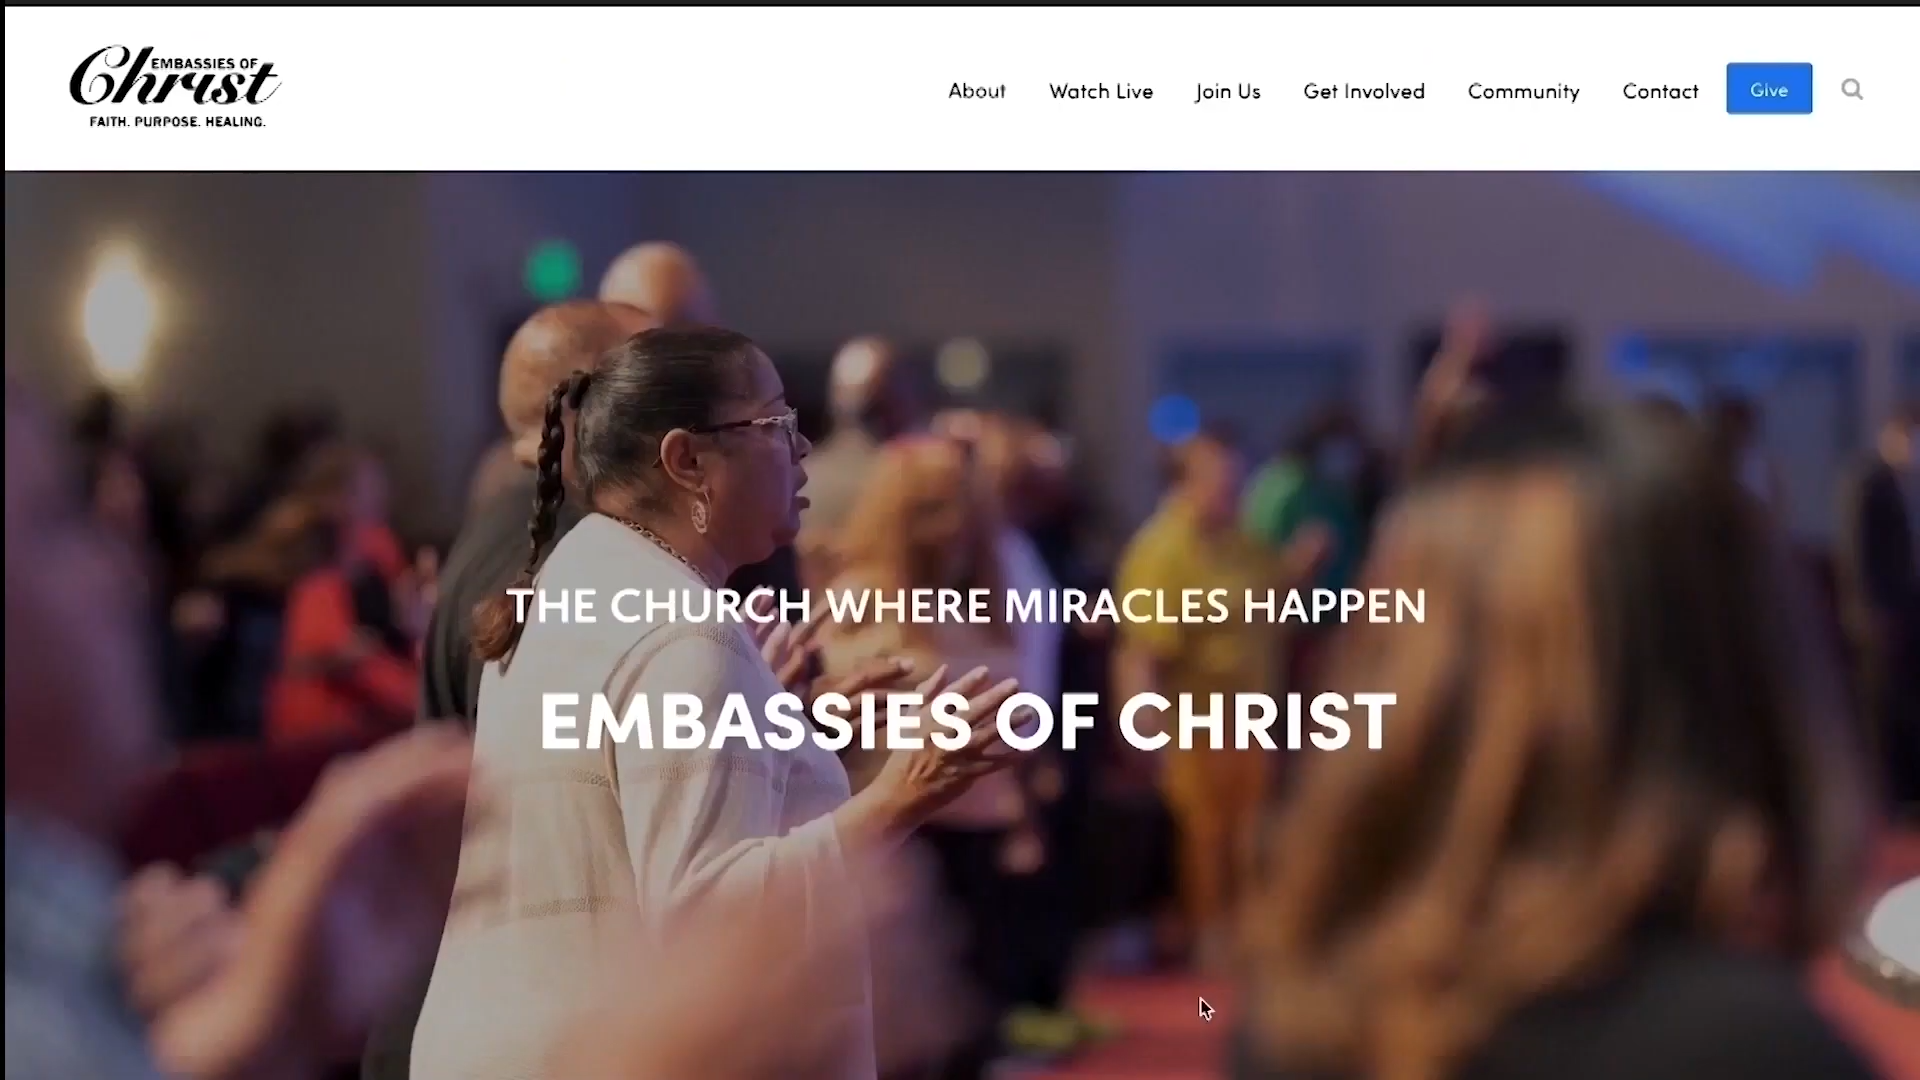 EMBASSIES OF
Christ
FAITH. PURPOSE. HEALING.
About Watch Live Join Us Get Involved Community Contact Give
THE CHURCH WHERE MIRACLES HAPPEN
EMBASSIES OF CHRIST